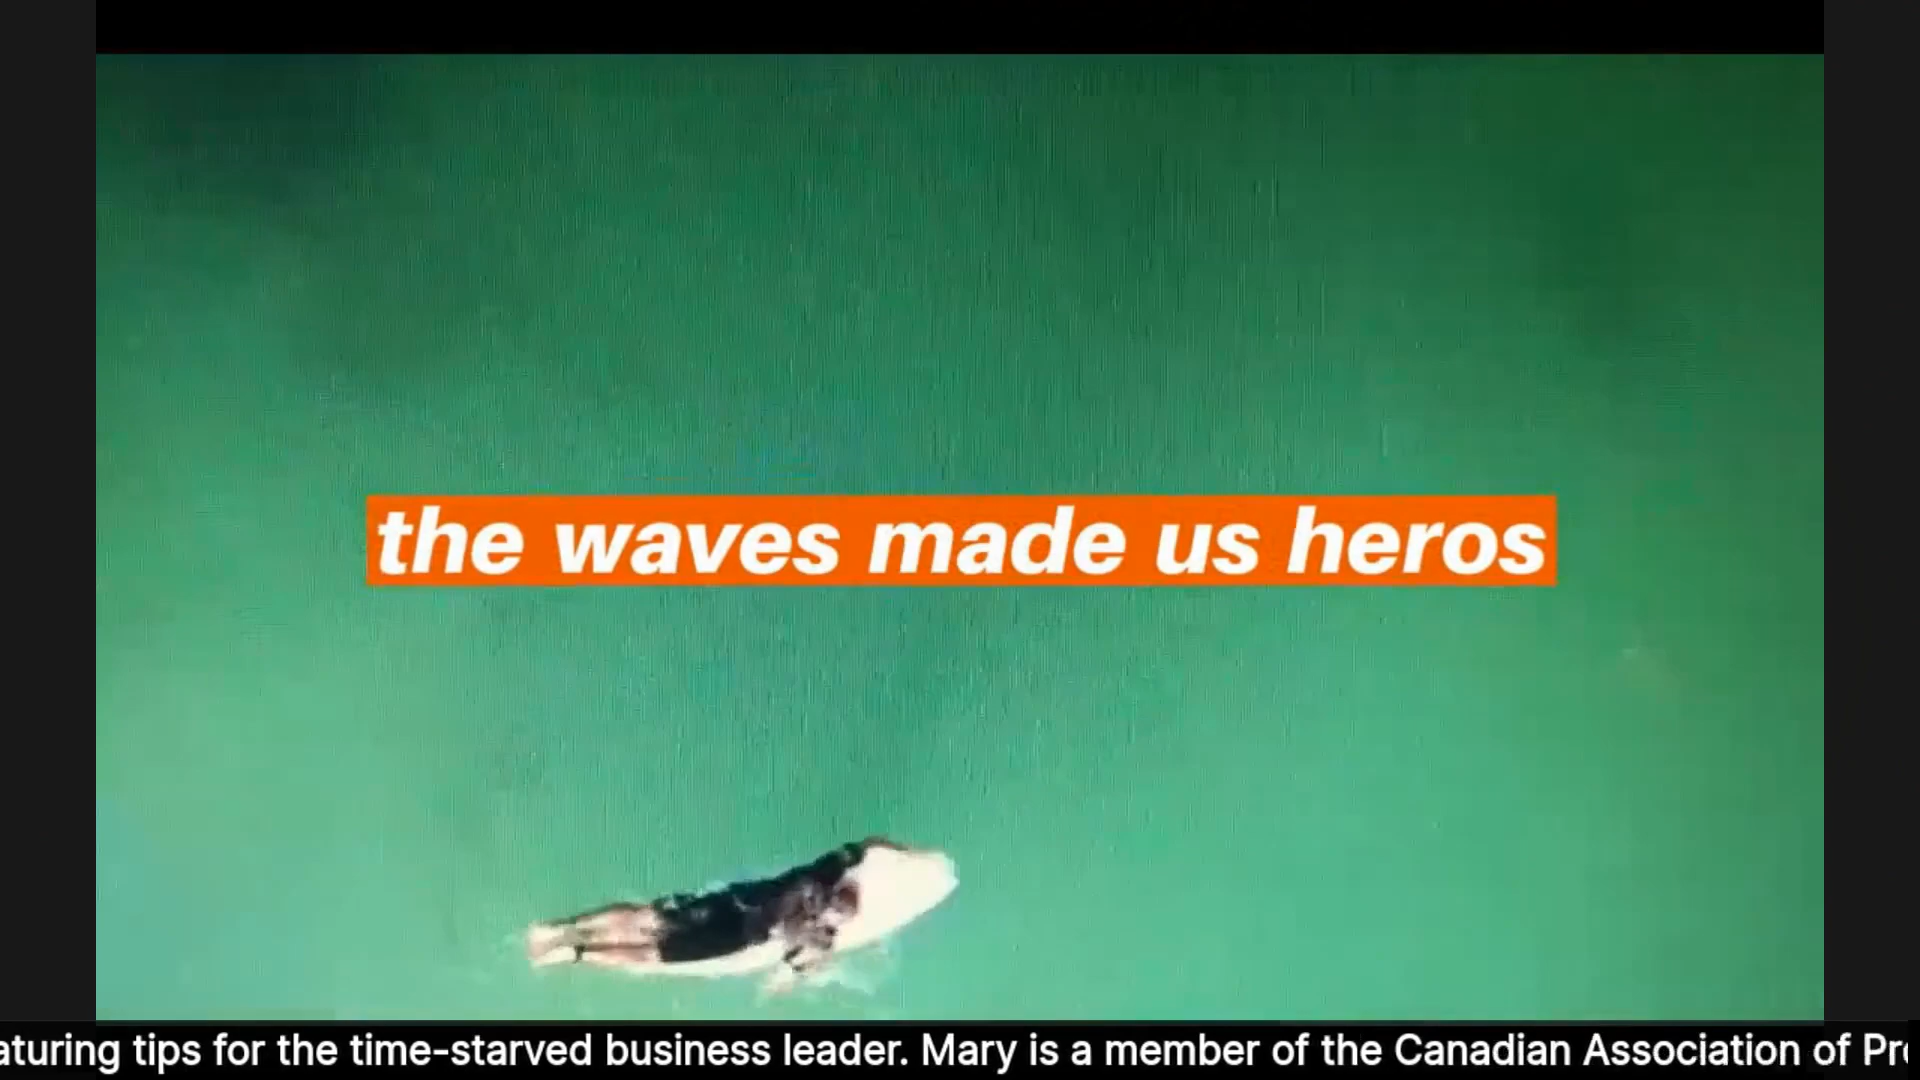 the waves made us heros
aturing tips for the time-starved business leader. Mary is a member of the Canadian Association of Pr